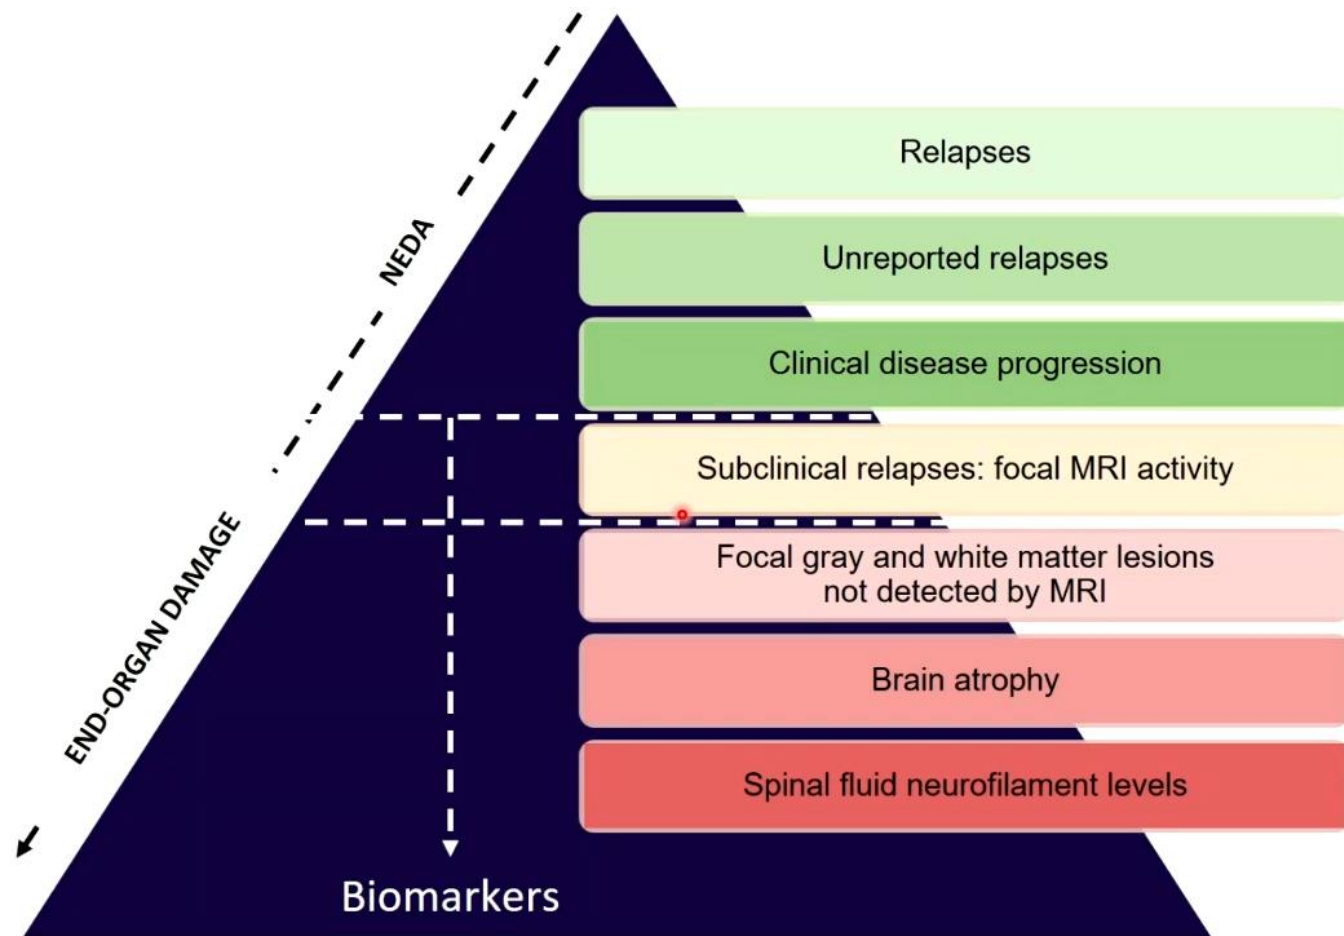 NEDA
END-ORGAN DAMAGE
Relapses
Unreported relapses
Clinical disease progression
Subclinical relapses: focal MRI activity
Focal gray and white matter lesions
not detected by MRI
Brain atrophy
Spinal fluid neurofilament levels
Biomarkers